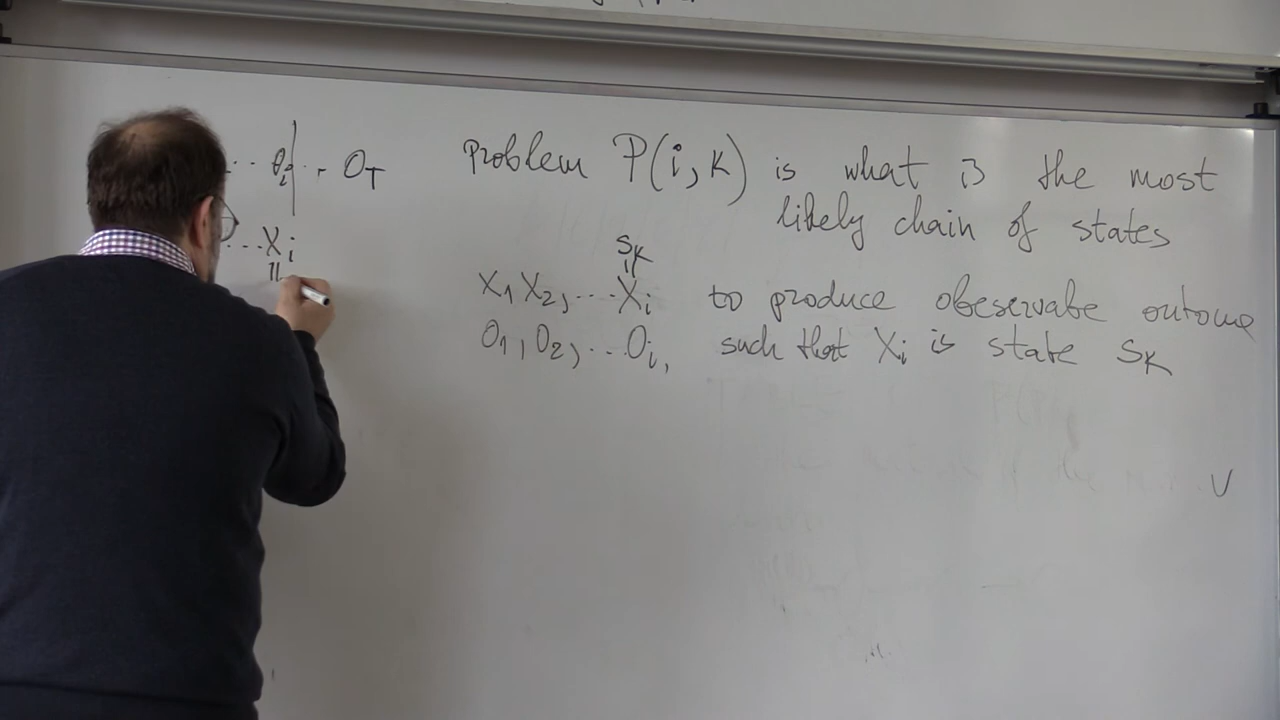 ·· O_i ·· O_T
...X_i
Problem P(i,k) is what is the most
likely chain of states
S_K
X_1 X_2, ... X_i to produce obeservabe outcome
O_1, O_2, ... O_i, such that X_i is state S_K